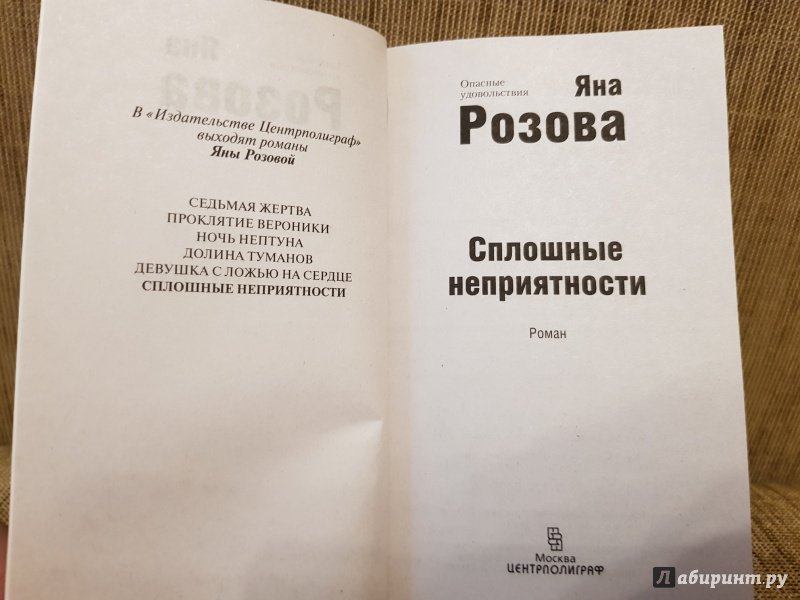 В «Издательстве Центрполиграф»
выходят романы
Яны Розовой
СЕДЬМАЯ ЖЕРТВА
ПРОКЛЯТИЕ ВЕРОНИКИ
НОЧЬ НЕПТУНА
ДОЛИНА ТУМАНОВ
ДЕВУШКА С ЛОЖЬЮ НА СЕРДЦЕ
СПЛОШНЫЕ НЕПРИЯТНОСТИ
Опасные
удовольствия
Яна
РОЗОВА
Сплошные
неприятности
Роман
Москва
ЦЕНТРПОЛИГРАФ
Лабиринт.ру